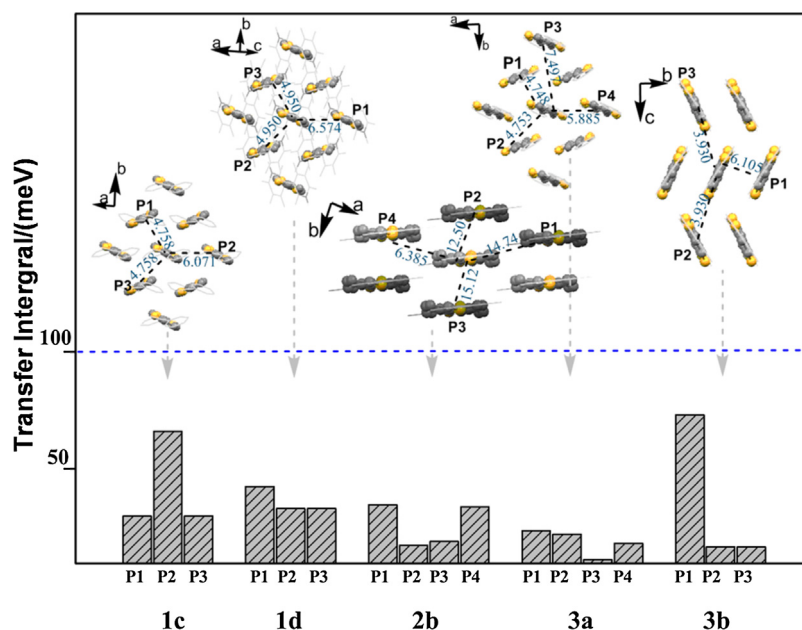 Transfer Intergral/(meV)
100
50
a
b
P1
P2
P3
4.758
4.758
6.071
a
b
c
P3
P1
P2
4.950
4.950
6.574
b
a
P4
P2
P1
P3
12.50
14.74
6.385
15.12
a
b
P3
P1
P4
P2
7.491
4.748
4.753
5.885
b
c
P3
P1
P2
5.930
6.105
5.930
P1 P2 P3 P1 P2 P3 P1 P2 P3 P4 P1 P2 P3 P4 P1 P2 P3
1c 1d 2b 3a 3b